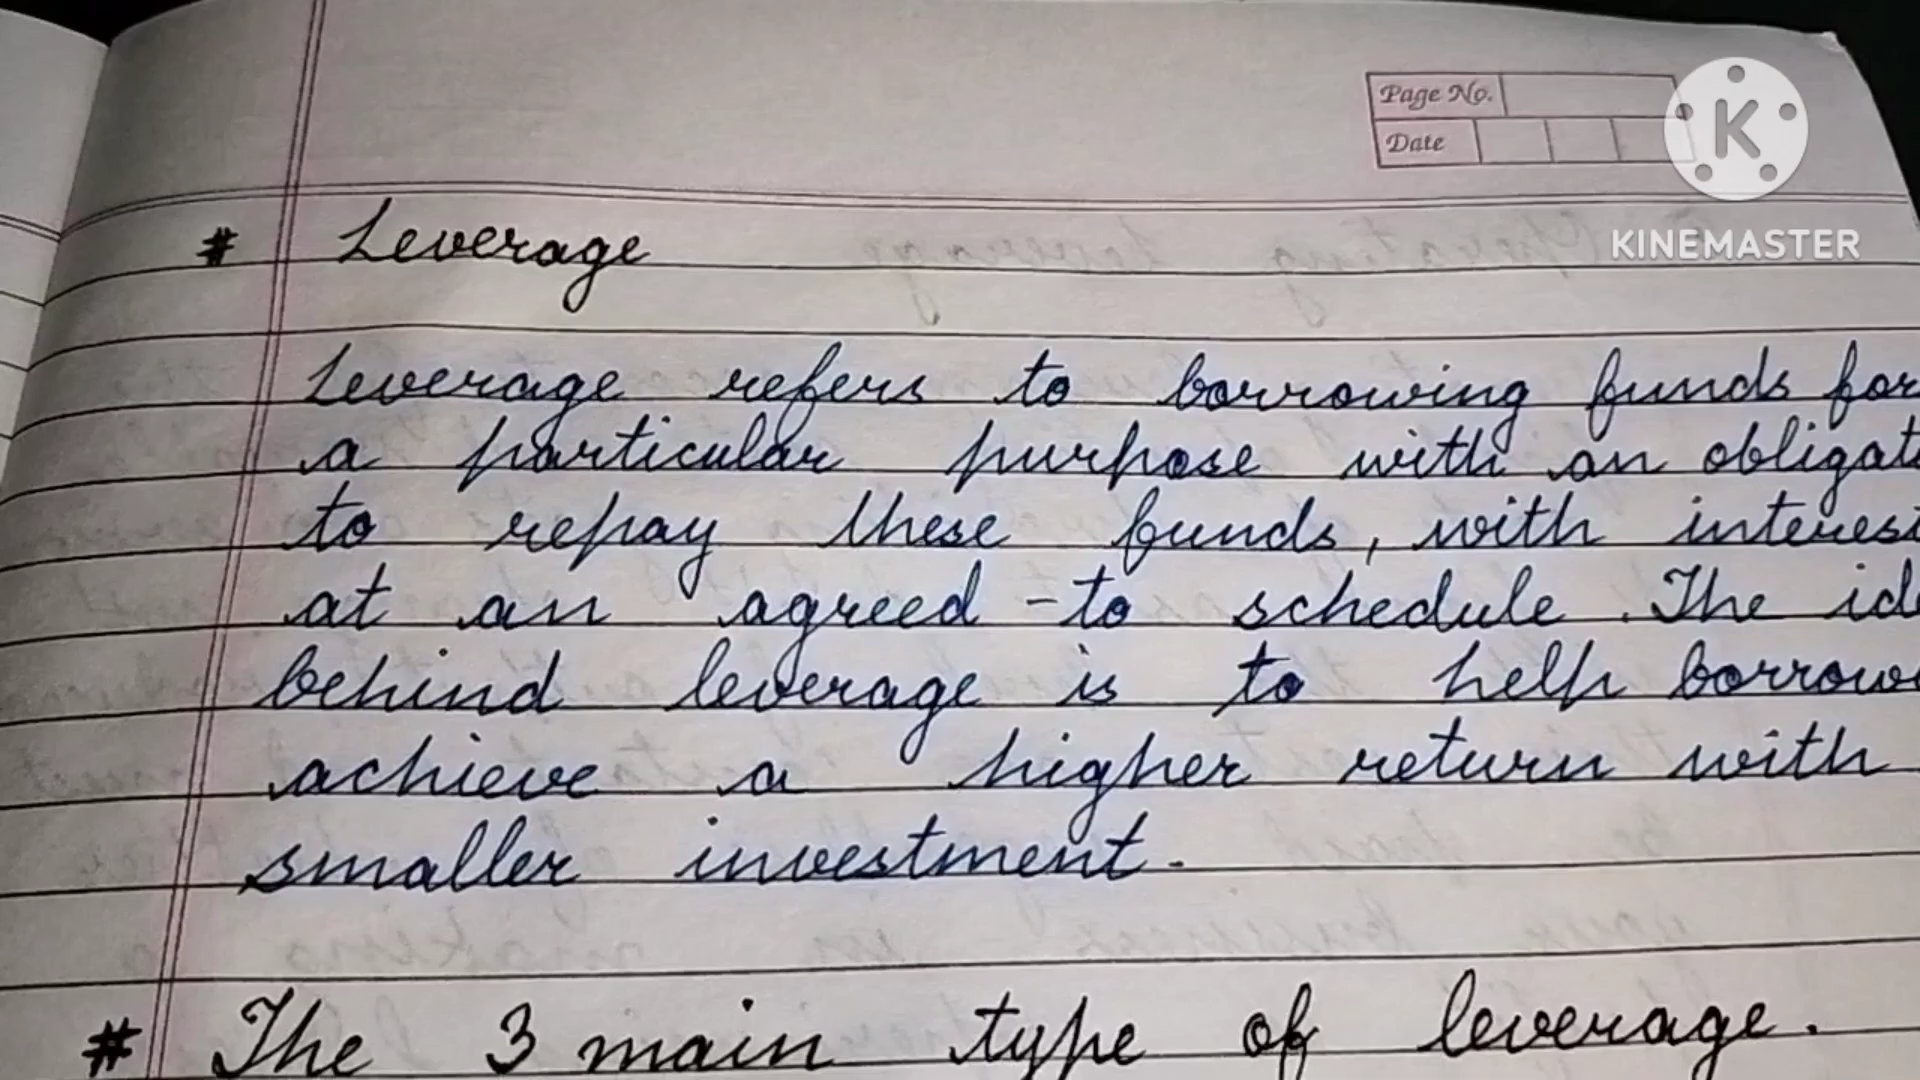 Page No.
Date
KINEMASTER
# Leverage
Leverage refers to borrowing funds for
a particular purpose with an obligat
to repay these funds, with interest
at an agreed-to schedule. The id
behind leverage is to help borrow
achieve a higher return with
smaller investment.
# The 3 main type of leverage.